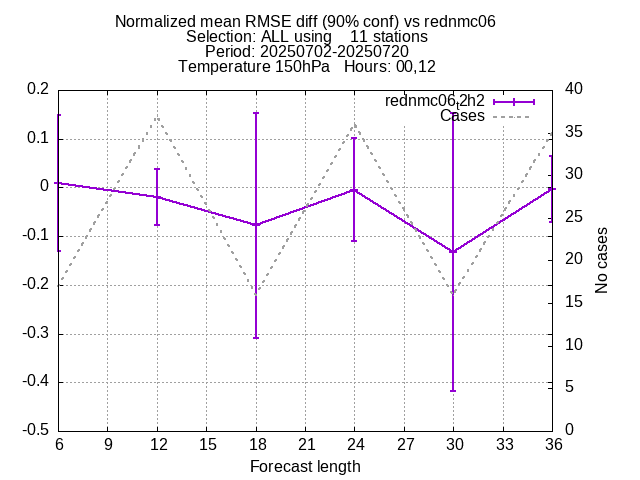 Normalized mean RMSE diff (90% conf) vs rednmc06
Selection: ALL using    11 stations
Period: 20250702-20250720
Temperature 150hPa   Hours: 00,12
rednmc06,2h2
Cases
0.2
0.1
0
-0.1
-0.2
-0.3
-0.4
-0.5
40
35
30
25
20
15
10
5
0
No cases
6 9 12 15 18 21 24 27 30 33 36
Forecast length